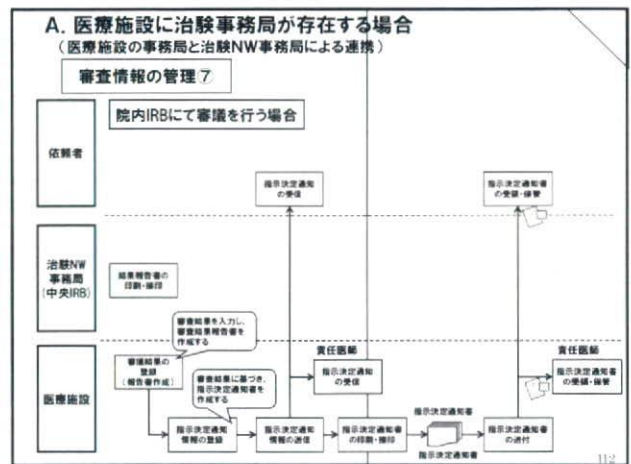 A. 医療施設に治験事務局が存在する場合
(医療施設の事務局と治験NW事務局による連携)
審査情報の管理⑦
院内IRBにて審議を行う場合
依頼者
指示決定通知
の受信
指示決定通知書
の受領・保管
治験NW
事務局
(中央IRB)
結果報告書の
印刷・捺印
審査結果を入力し、
審査結果報告書を
作成する
医療施設
審議結果の
登録
(報告書作成)
審査結果に基づき、
指示決定通知書を
作成する
責任医師
指示決定通知
の受信
責任医師
指示決定通知書
の受領・保管
指示決定通知
情報の登録
指示決定通知
情報の送信
指示決定通知書
の印刷・捺印
指示決定通知書
指示決定通知書
指示決定通知書
の送付
112